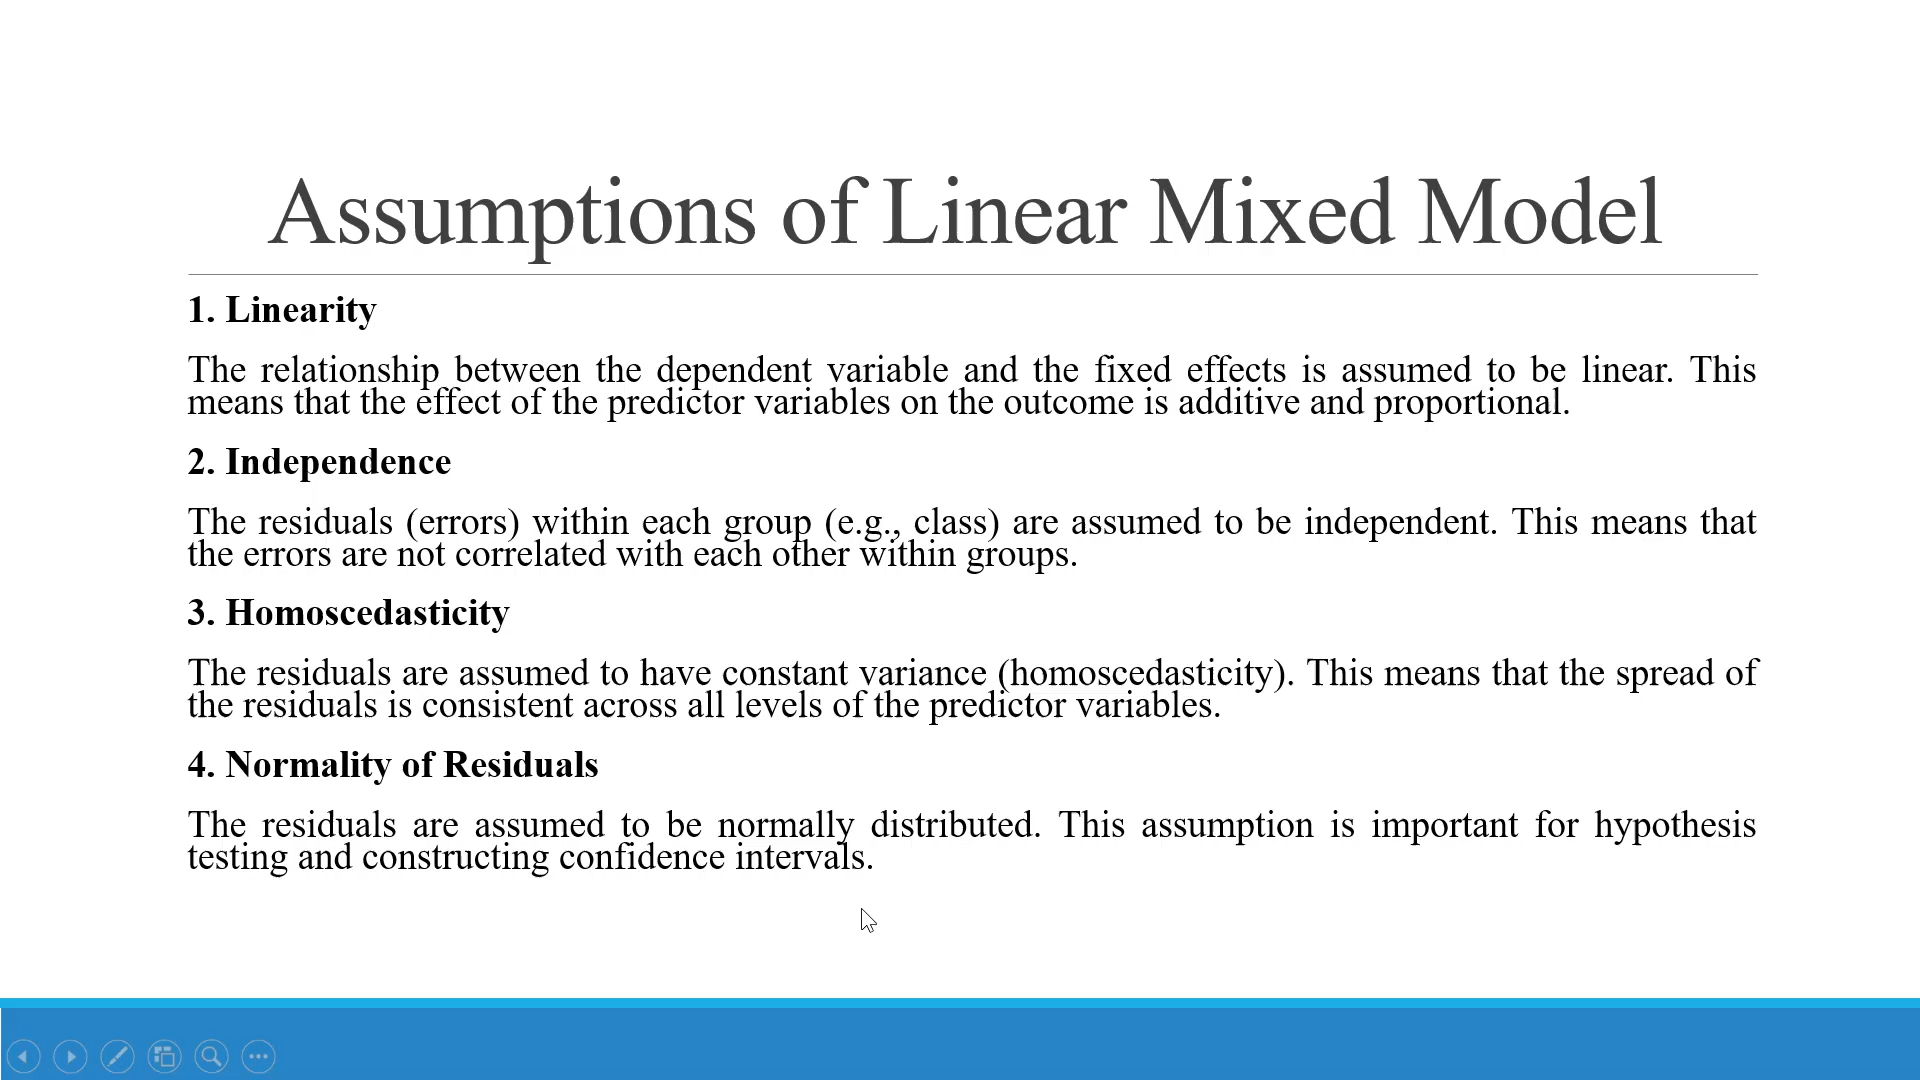 Assumptions of Linear Mixed Model
1. Linearity
The relationship between the dependent variable and the fixed effects is assumed to be linear. This
means that the effect of the predictor variables on the outcome is additive and proportional.
2. Independence
The residuals (errors) within each group (e.g., class) are assumed to be independent. This means that
the errors are not correlated with each other within groups.
3. Homoscedasticity
The residuals are assumed to have constant variance (homoscedasticity). This means that the spread of
the residuals is consistent across all levels of the predictor variables.
4. Normality of Residuals
The residuals are assumed to be normally distributed. This assumption is important for hypothesis
testing and constructing confidence intervals.